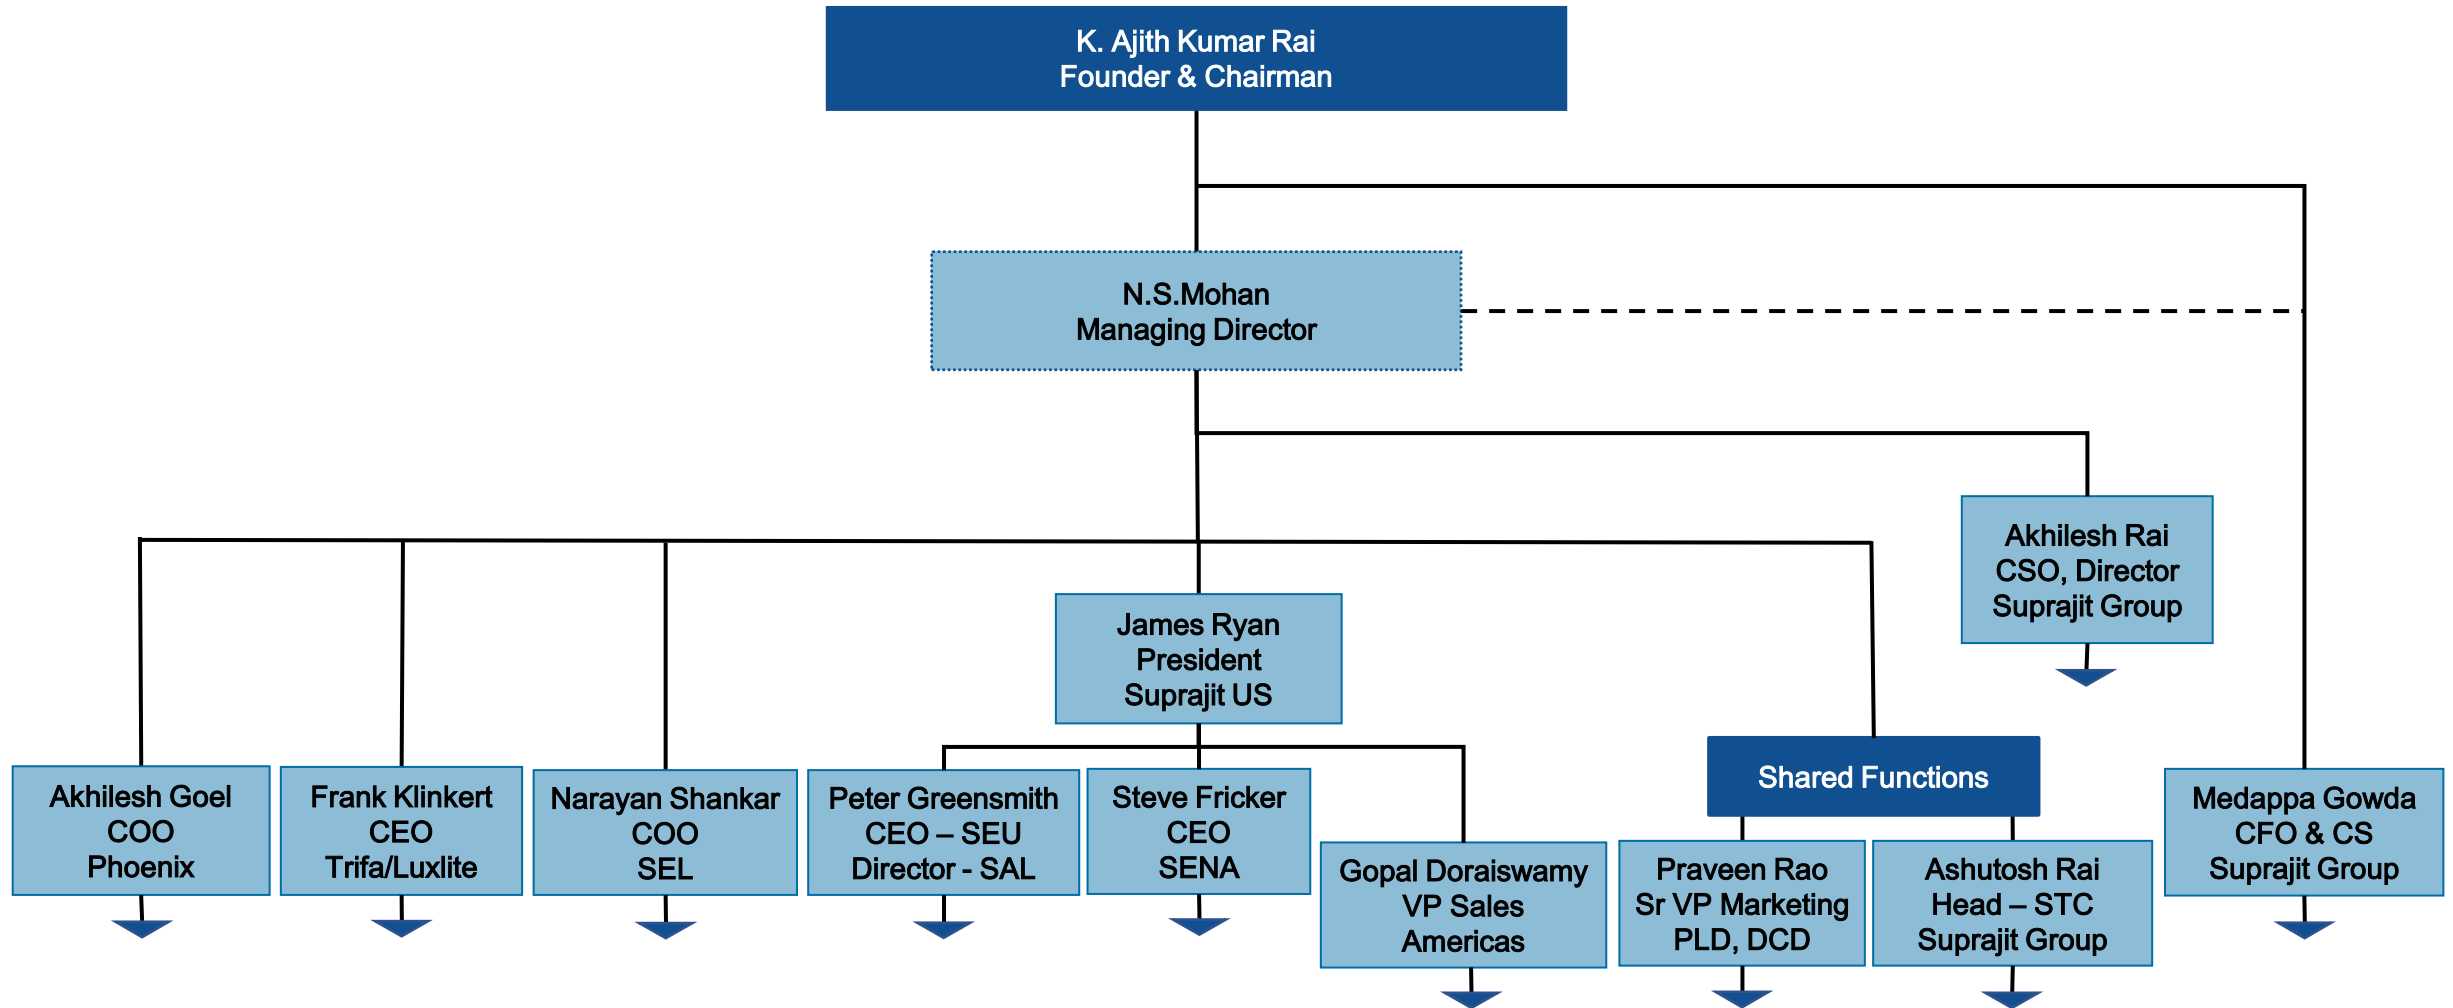 K. Ajith Kumar Rai
Founder & Chairman
N.S.Mohan
Managing Director
Akhilesh Rai
CSO, Director
Suprajit Group
James Ryan
President
Suprajit US
Shared Functions
Akhilesh Goel
COO
Phoenix
Frank Klinkert
CEO
Trifa/Luxlite
Narayan Shankar
COO
SEL
Peter Greensmith
CEO – SEU
Director - SAL
Steve Fricker
CEO
SENA
Gopal Doraiswamy
VP Sales
Americas
Praveen Rao
Sr VP Marketing
PLD, DCD
Ashutosh Rai
Head – STC
Suprajit Group
Medappa Gowda
CFO & CS
Suprajit Group